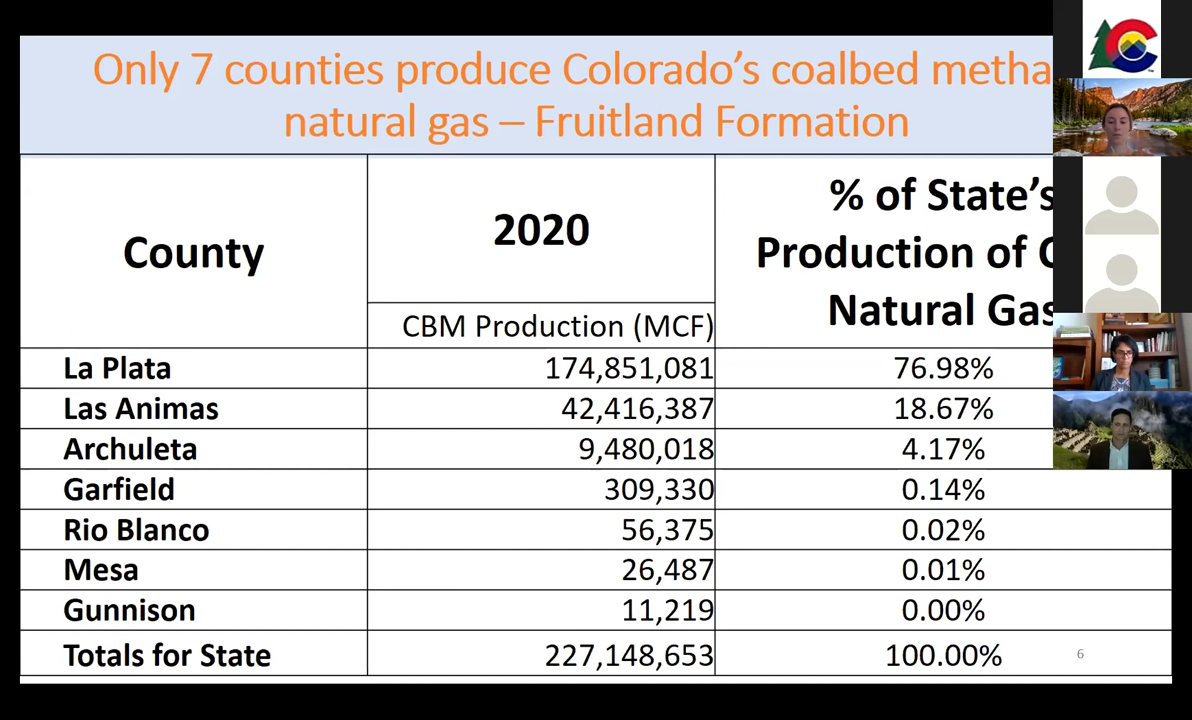 Only 7 counties produce Colorado's coalbed
natural gas – Fruitland Formation
County
2020
CBM Production (MCF)
% of State's
Production of
Natural Gas
La Plata 174,851,081 76.98%
Las Animas 42,416,387 18.67%
Archuleta 9,480,018 4.17%
Garfield 309,330 0.14%
Rio Blanco 56,375 0.02%
Mesa 26,487 0.01%
Gunnison 11,219 0.00%
Totals for State 227,148,653 100.00%
6